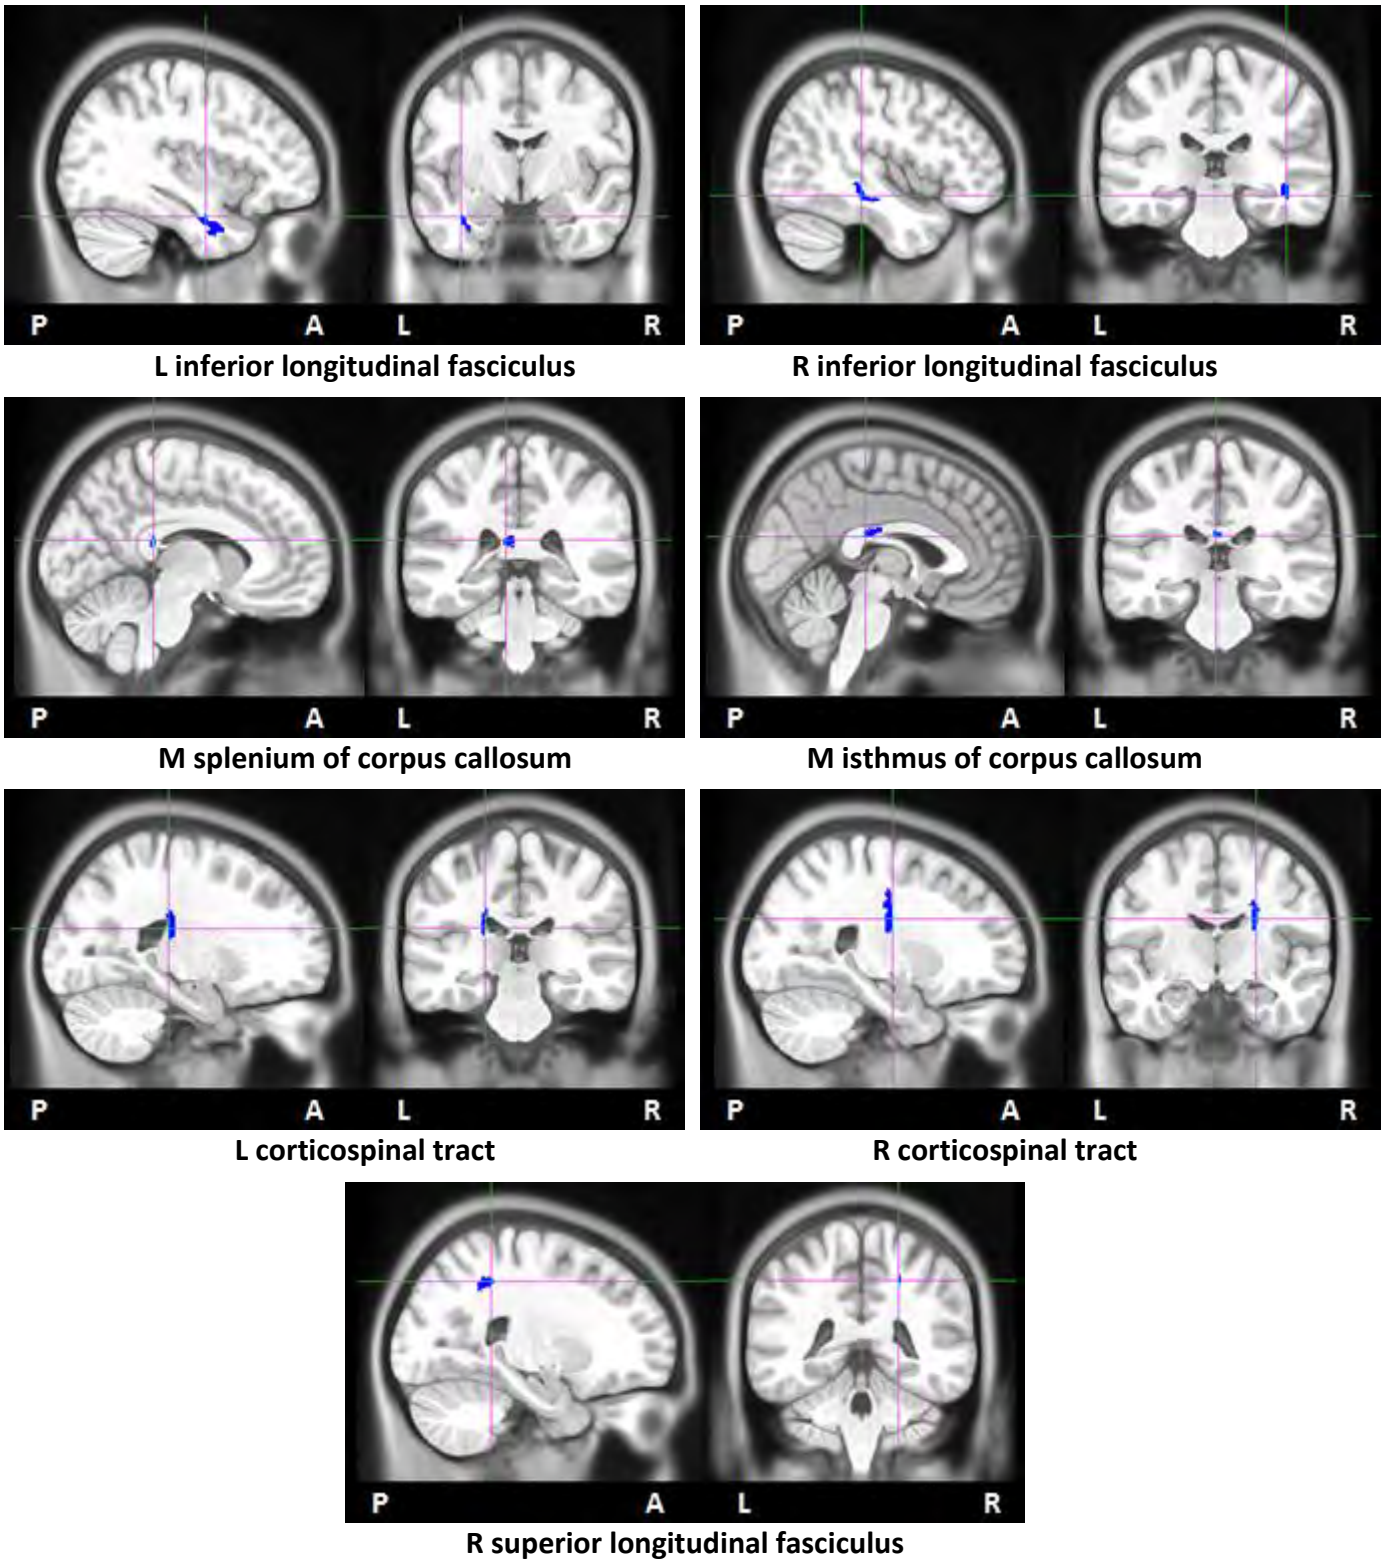 P A L R
P A L R
L inferior longitudinal fasciculus
R inferior longitudinal fasciculus
P A L R
P A L R
M splenium of corpus callosum
M isthmus of corpus callosum
P A L R
P A L R
L corticospinal tract
R corticospinal tract
P A L R
R superior longitudinal fasciculus